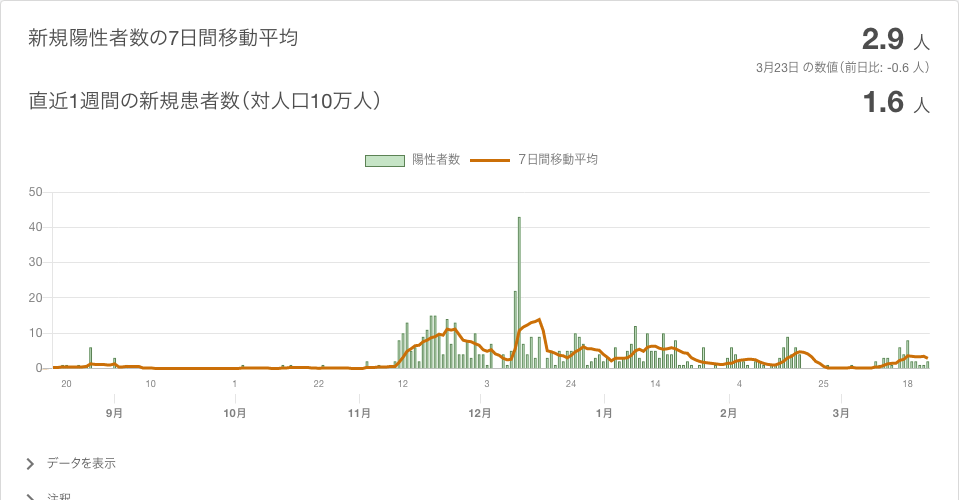 新規陽性者数の7日間移動平均
2.9 人
3月23日 の数値（前日比: -0.6 人）
直近1週間の新規患者数（対人口10万人）
1.6 人
陽性者数 7日間移動平均
50
40
30
20
10
0
20 10 1 22 12 3 24 14 4 25 18
9月 10月 11月 12月 1月 2月 3月
データを表示
注釈